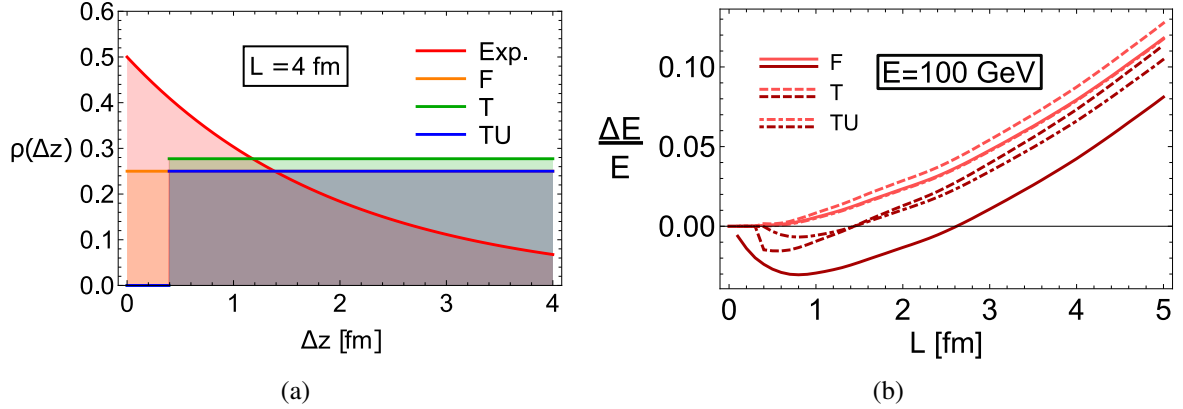 0.6
0.5
0.4
ρ(Δz) 0.3
0.2
0.1
0.0
L = 4 fm
Exp.
F
T
TU
0 1 2 3 4
Δz [fm]
(a)
0.10
ΔE
E
0.05
0.00
F
T
TU
E=100 GeV
0 1 2 3 4 5
L [fm]
(b)